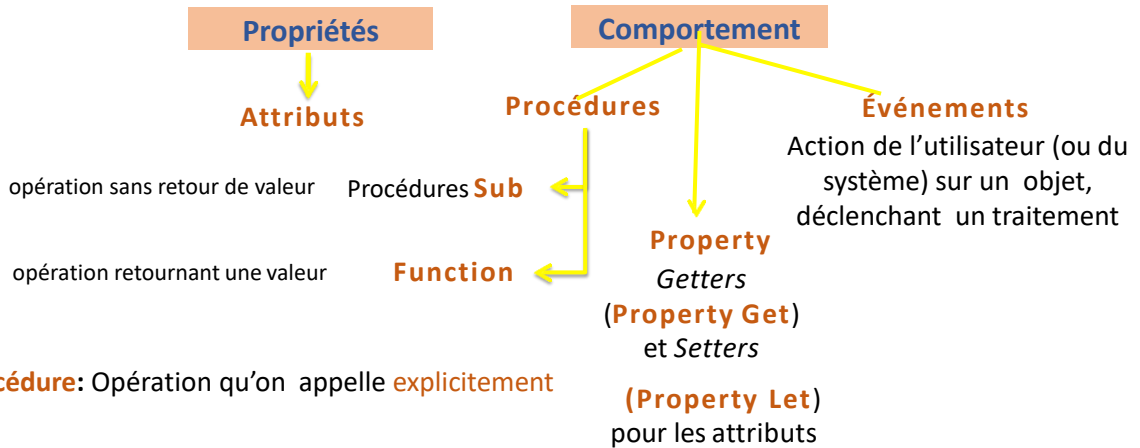 Propriétés
Comportement
Attributs
Procédures
Événements
Action de l'utilisateur (ou du
système) sur un objet,
déclenchant un traitement
opération sans retour de valeur
Procédures Sub
opération retournant une valeur
Function
Property
Getters
(Property Get)
et Setters
(Property Let)
pour les attributs
cédure: Opération qu'on appelle explicitement